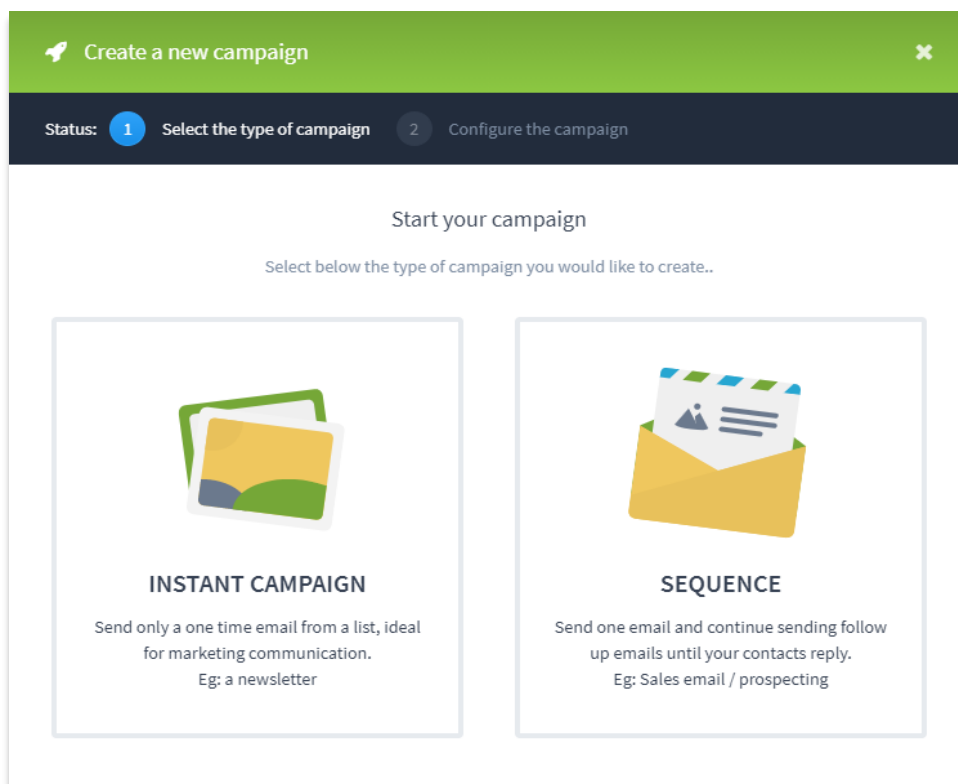 Create a new campaign
Status: 1 Select the type of campaign 2 Configure the campaign
Start your campaign
Select below the type of campaign you would like to create..
INSTANT CAMPAIGN
Send only a one time email from a list, ideal
for marketing communication.
Eg: a newsletter
SEQUENCE
Send one email and continue sending follow
up emails until your contacts reply.
Eg: Sales email / prospecting